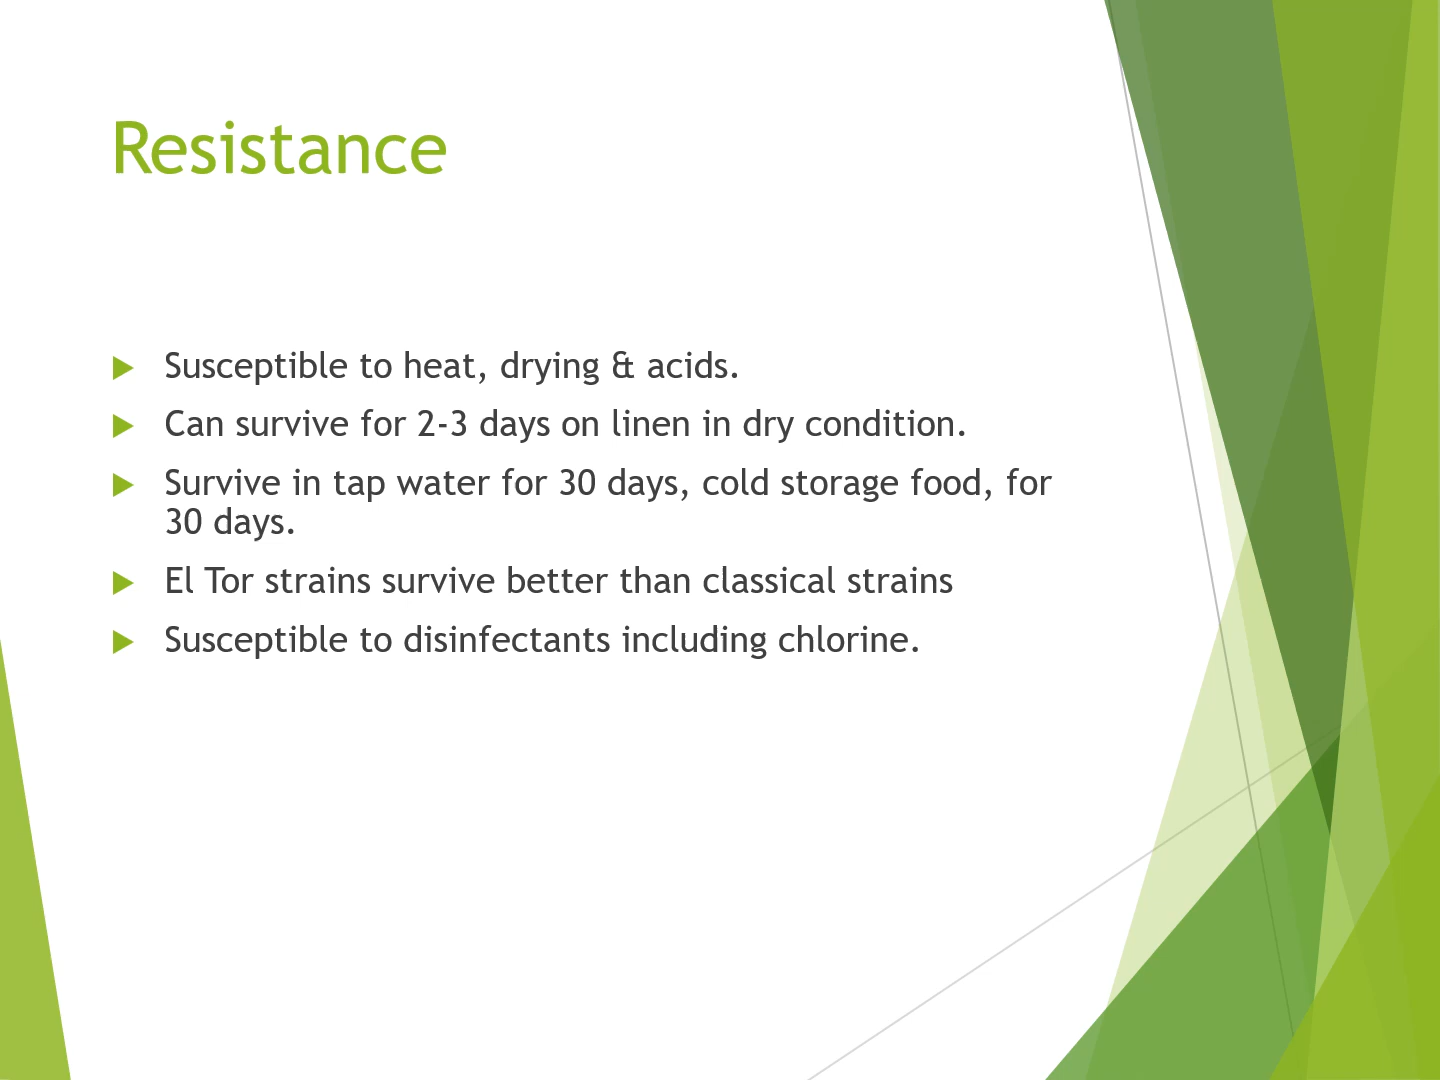 Resistance
Susceptible to heat, drying & acids.
Can survive for 2-3 days on linen in dry condition.
Survive in tap water for 30 days, cold storage food, for
30 days.
El Tor strains survive better than classical strains
Susceptible to disinfectants including chlorine.